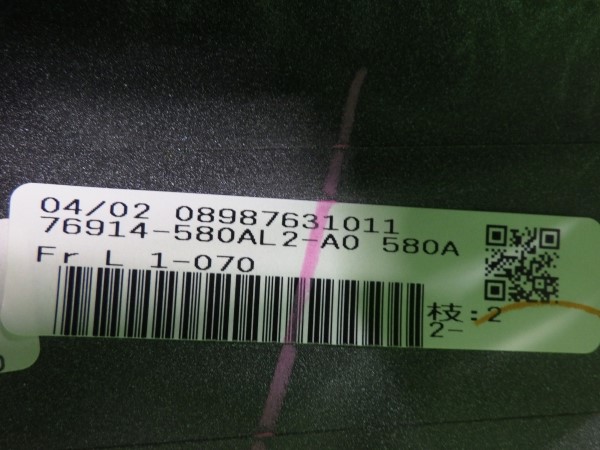 04/02 08987631011
76914-580AL2-A0 580A
Fr L 1-070
枝:2
2-